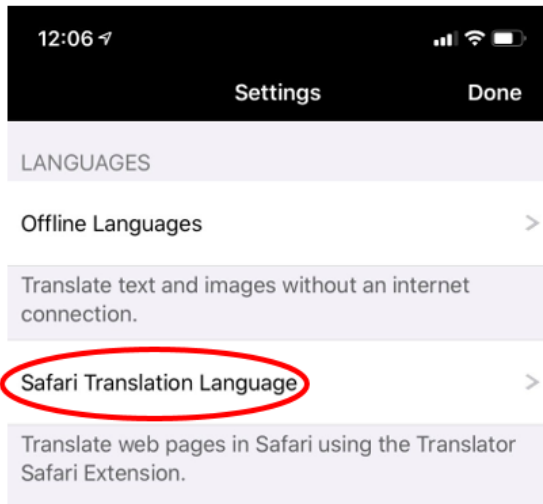 12:06
Settings
Done
LANGUAGES
Offline Languages
Translate text and images without an internet
connection.
Safari Translation Language
Translate web pages in Safari using the Translator
Safari Extension.